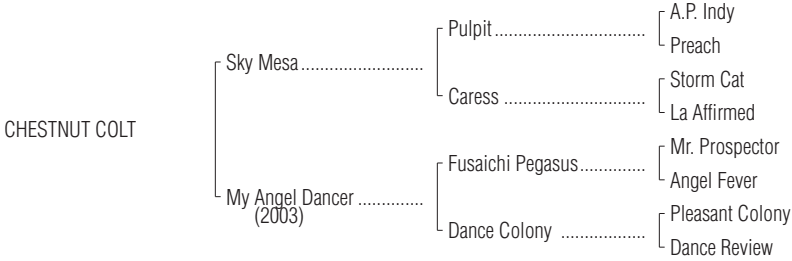 A.P. Indy
Pulpit..............................
Preach
Sky Mesa........................
Storm Cat
Caress ............................
La Affirmed
CHESTNUT COLT
Mr. Prospector
Fusaichi Pegasus.............
Angel Fever
My Angel Dancer .............
(2003)
Pleasant Colony
Dance Colony .................
Dance Review